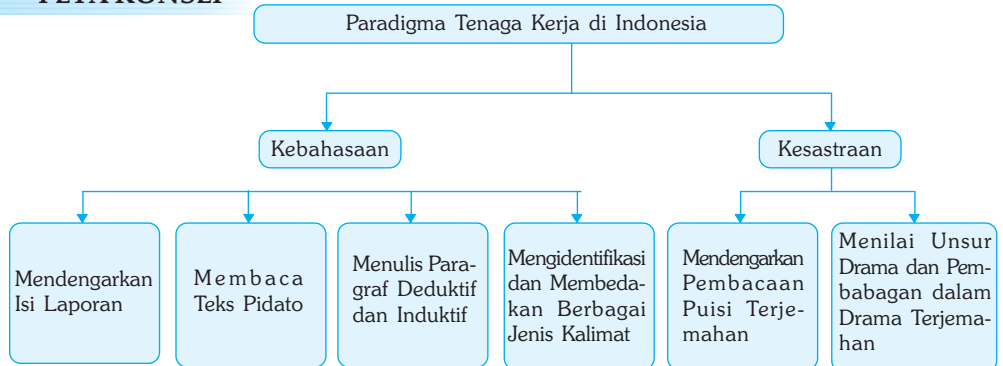 PETA KONSEP
Paradigma Tenaga Kerja di Indonesia
Kebahasaan
Kesastraan
Mendengarkan
Isi Laporan
Membaca
Teks Pidato
Menulis Para-
graf Deduktif
dan Induktif
Mengidentifikasi
dan Membeda-
kan Berbagai
Jenis Kalimat
Mendengarkan
Pembacaan
Puisi Terje-
mahan
Menilai Unsur
Drama dan Pem-
babagan dalam
Drama Terjema-
han